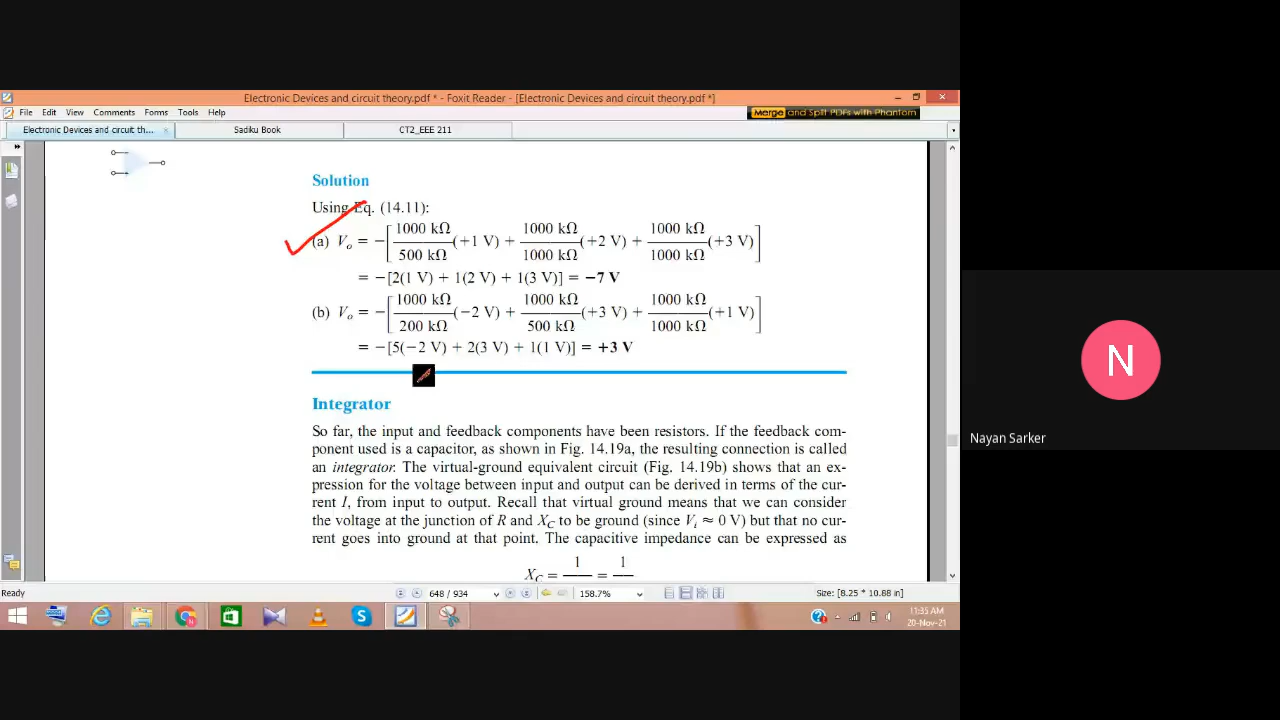 Electronic Devices and circuit theory.pdf * - Foxit Reader - [Electronic Devices and circuit theory.pdf *]
File Edit View Comments Forms Tools Help
Merge and Split PDFs with Phantom
Electronic Devices and circuit th... × Sadiku Book CT2_EEE 211
Solution
Using Eq. (14.11):
(a) Vo = −[1000 kΩ/500 kΩ (+1 V) + 1000 kΩ/1000 kΩ (+2 V) + 1000 kΩ/1000 kΩ (+3 V)]
= −[2(1 V) + 1(2 V) + 1(3 V)] = −7 V
(b) Vo = −[1000 kΩ/200 kΩ (−2 V) + 1000 kΩ/500 kΩ (+3 V) + 1000 kΩ/1000 kΩ (+1 V)]
= −[5(−2 V) + 2(3 V) + 1(1 V)] = +3 V
Integrator
So far, the input and feedback components have been resistors. If the feedback com-
ponent used is a capacitor, as shown in Fig. 14.19a, the resulting connection is called
an integrator. The virtual-ground equivalent circuit (Fig. 14.19b) shows that an ex-
pression for the voltage between input and output can be derived in terms of the cur-
rent I, from input to output. Recall that virtual ground means that we can consider
the voltage at the junction of R and XC to be ground (since Vi ≈ 0 V) but that no cur-
rent goes into ground at that point. The capacitive impedance can be expressed as
XC = 1 = 1
Ready
648 / 934
158.7%
Size: [8.25 * 10.88 in]
11:35 AM
20-Nov-21
N
Nayan Sarker